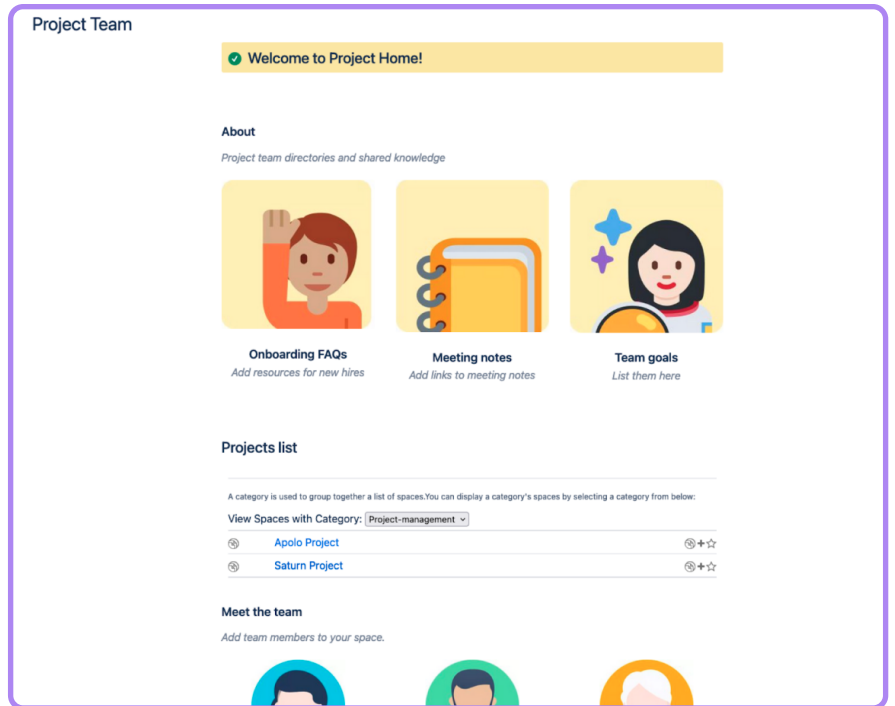 Project Team
Welcome to Project Home!
About
Project team directories and shared knowledge
Onboarding FAQs
Add resources for new hires
Meeting notes
Add links to meeting notes
Team goals
List them here
Projects list
A category is used to group together a list of spaces.You can display a category's spaces by selecting a category from below:
View Spaces with Category: Project-management
Apolo Project
Saturn Project
Meet the team
Add team members to your space.